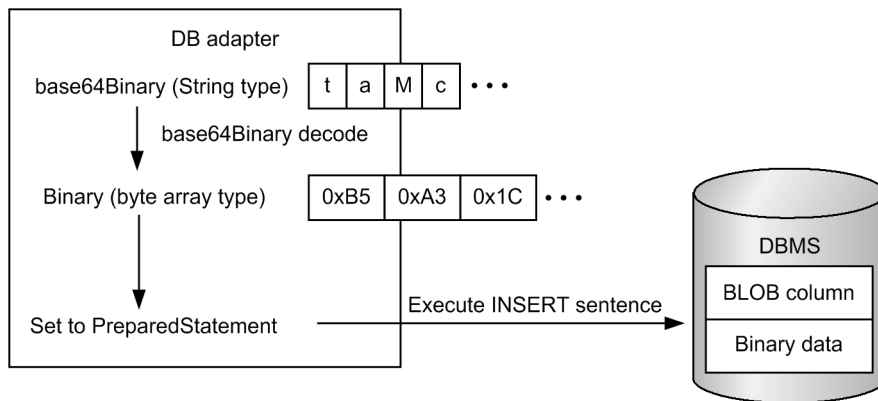 DB adapter
base64Binary (String type) t a M c • • •
base64Binary decode
Binary (byte array type) 0xB5 0xA3 0x1C • • •
DBMS
BLOB column
Execute INSERT sentence
Set to PreparedStatement
Binary data